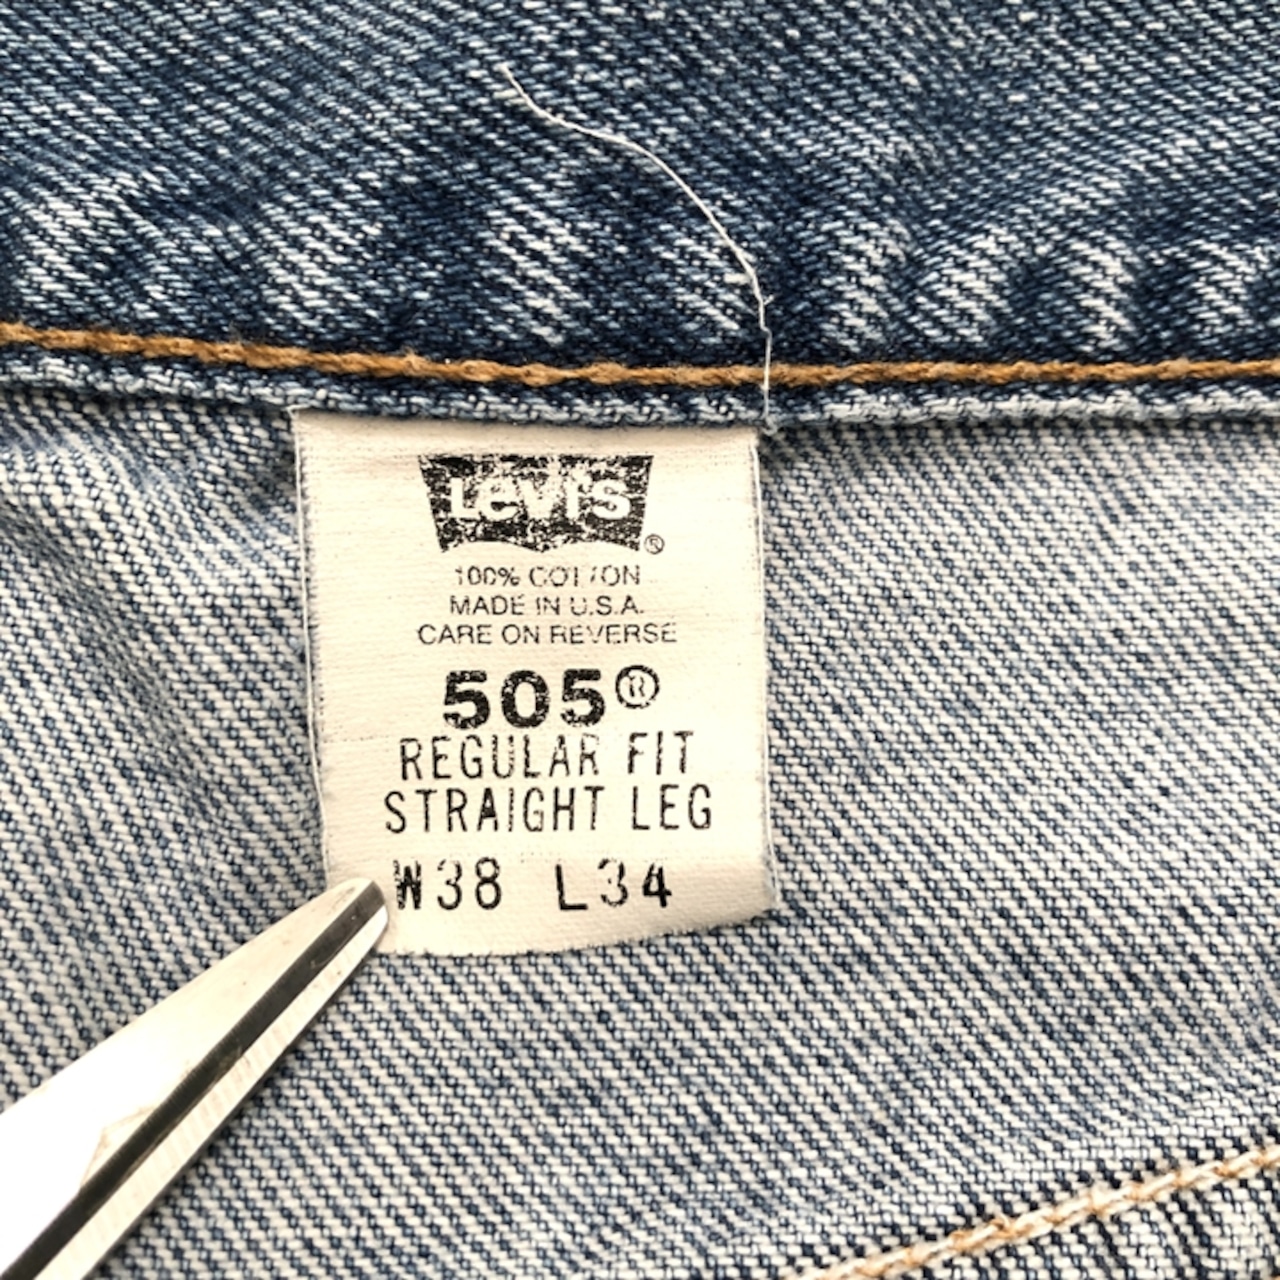 Levi's®
100% COTTON
MADE IN U.S.A.
CARE ON REVERSE
505®
REGULAR FIT
STRAIGHT LEG
W38 L34